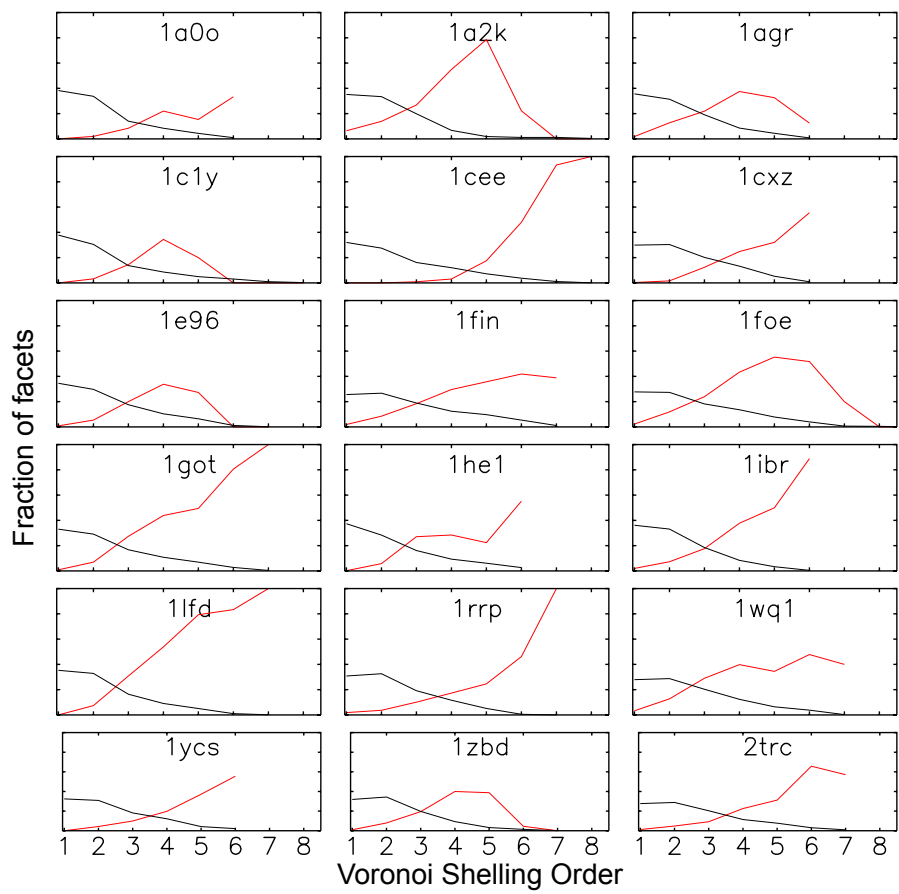 1a0o 1a2k 1agr
1c1y 1cee 1cxz
1e96 1fin 1foe
1got 1he1 1ibr
1lfd 1rrp 1wq1
1ycs 1zbd 2trc
Fraction of facets
1 2 3 4 5 6 7 8 1 2 3 4 5 6 7 8 1 2 3 4 5 6 7 8
Voronoi Shelling Order